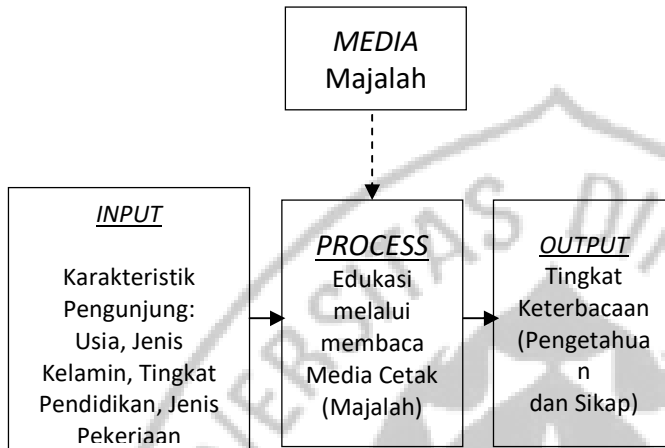 MEDIA
Majalah
INPUT
Karakteristik
Pengunjung:
Usia, Jenis
Kelamin, Tingkat
Pendidikan, Jenis
Pekerjaan
PROCESS
Edukasi
melalui
membaca
Media Cetak
(Majalah)
OUTPUT
Tingkat
Keterbacaan
(Pengetahua
n
dan Sikap)